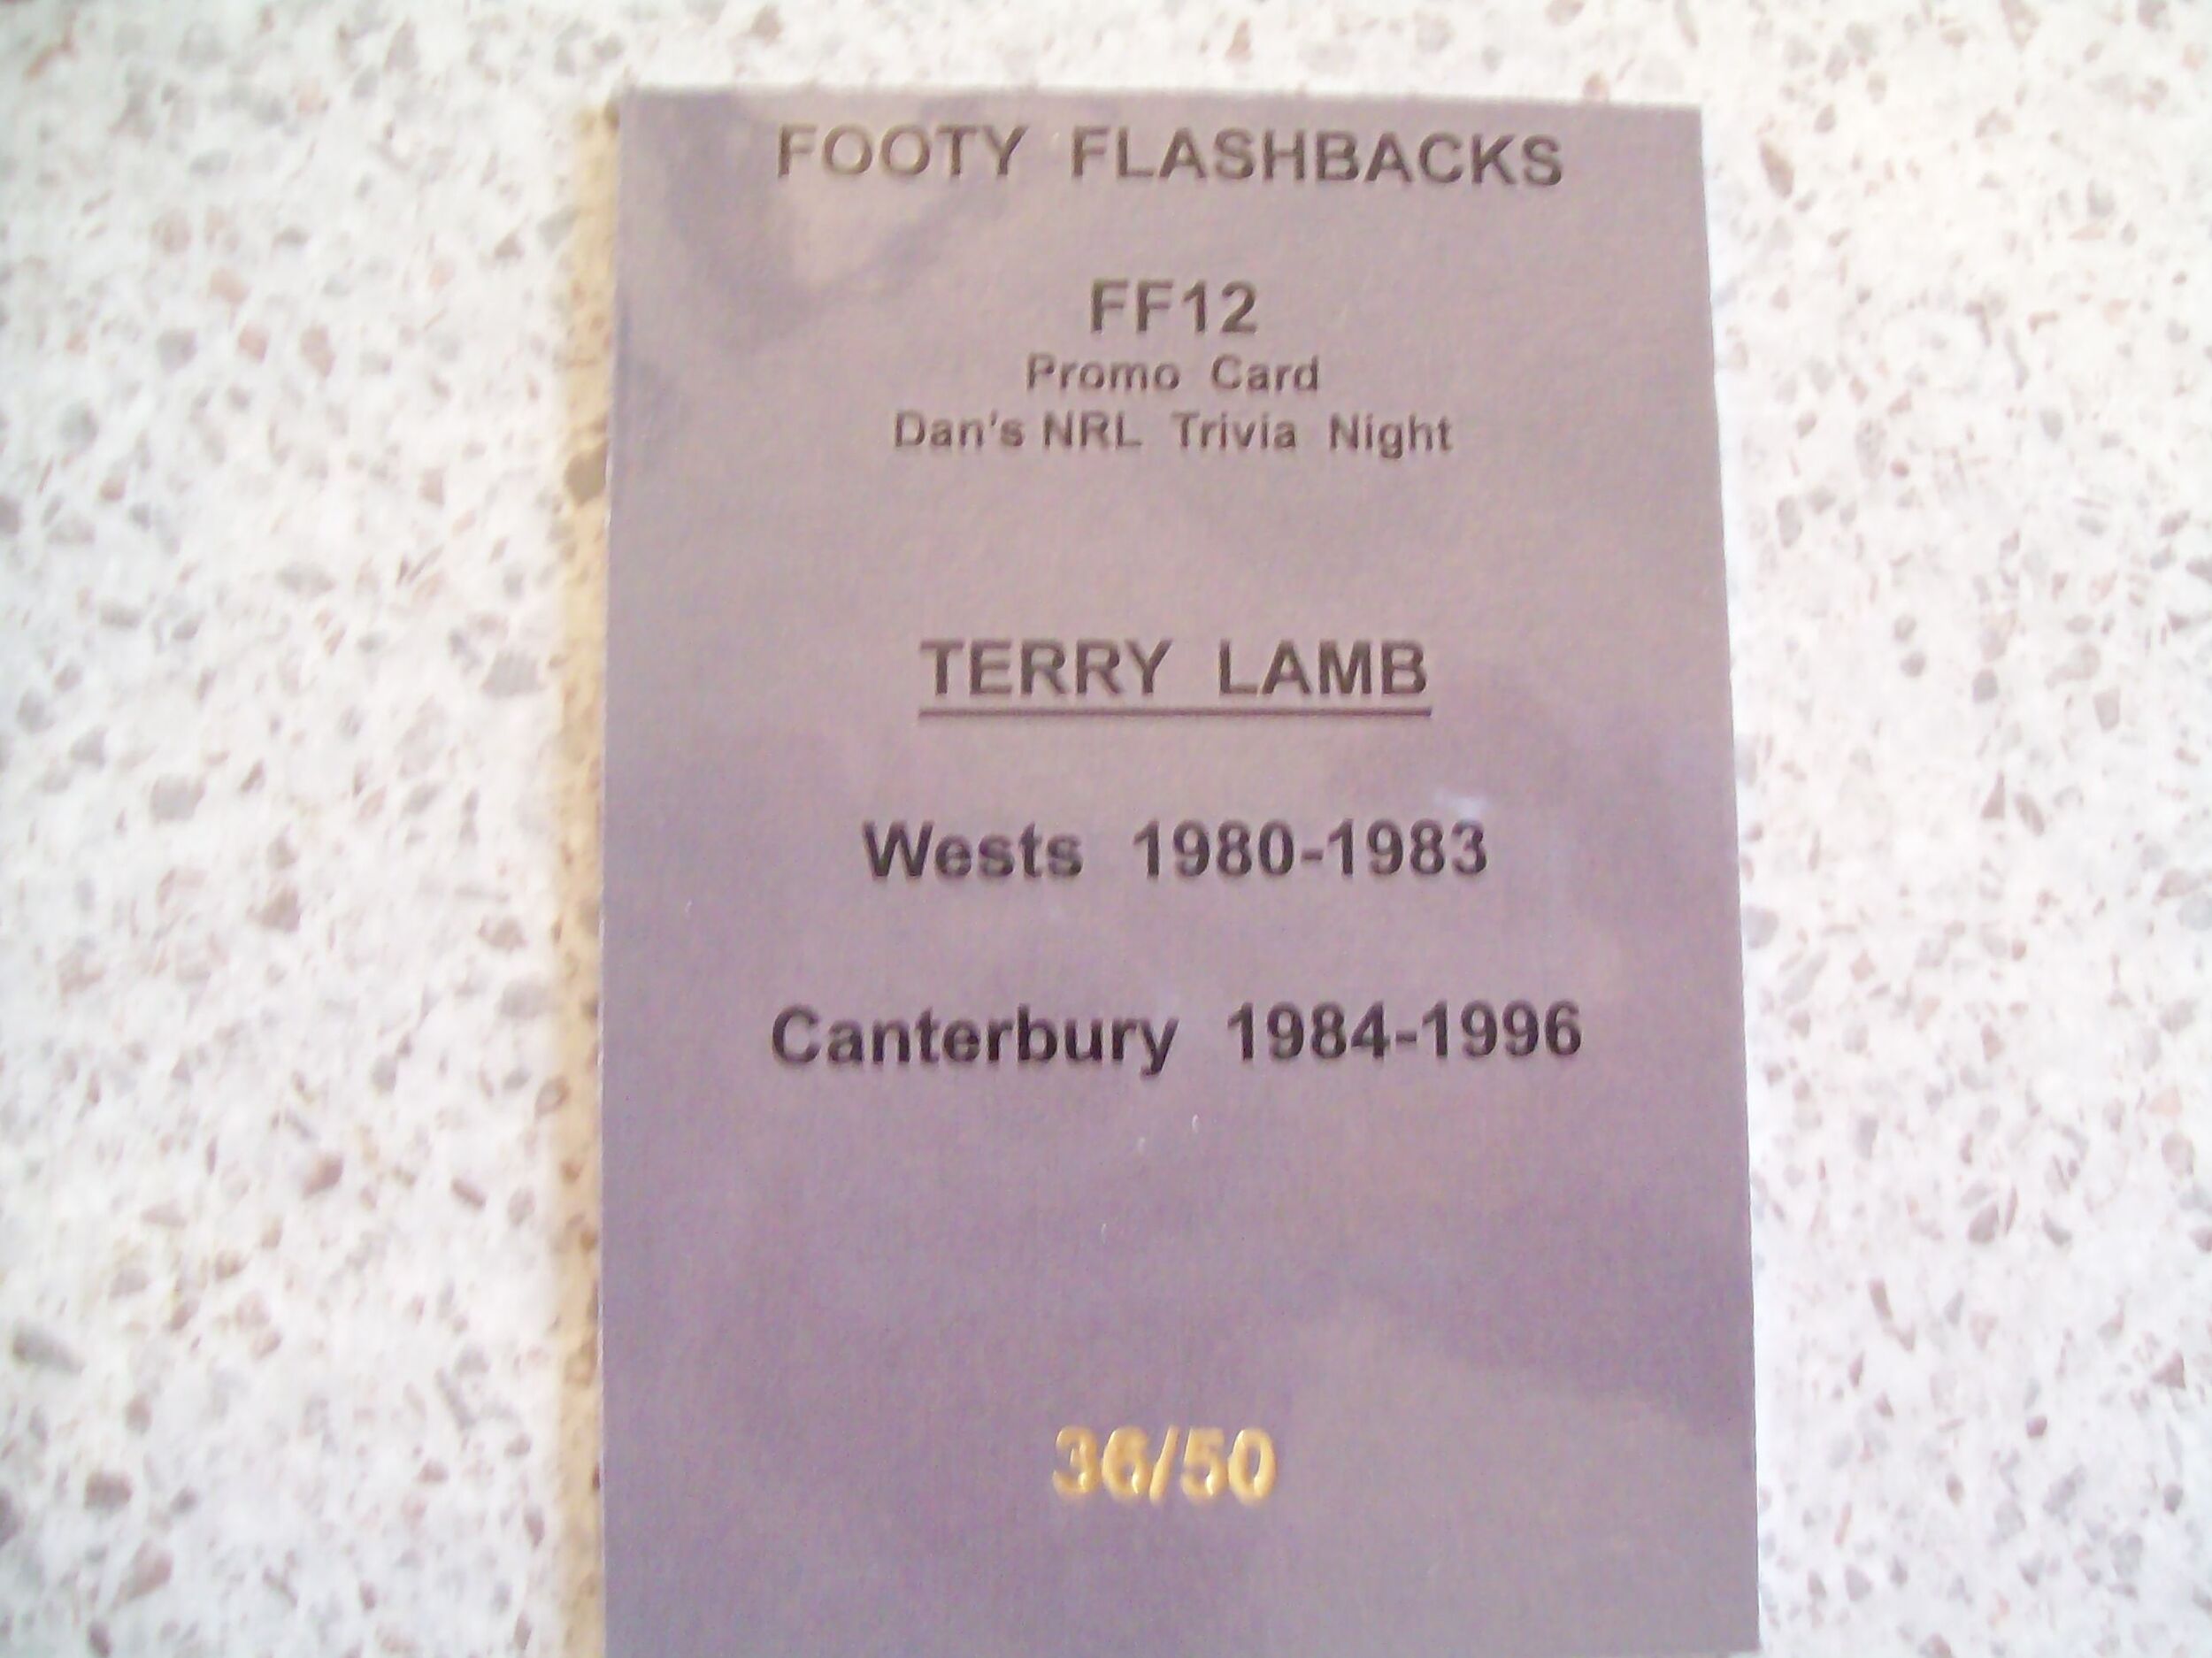 FOOTY FLASHBACKS
FF12
Promo Card
Dan's NRL Trivia Night
TERRY LAMB
Wests 1980-1983
Canterbury 1984-1996
36/50